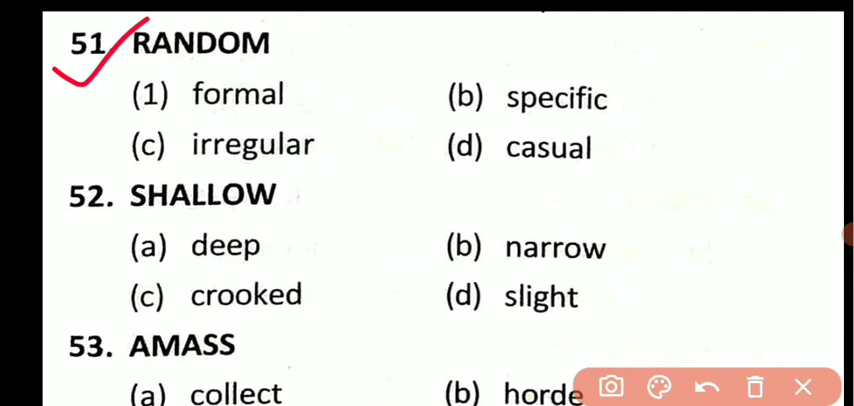 51. RANDOM
(1) formal (b) specific
(c) irregular (d) casual
52. SHALLOW
(a) deep (b) narrow
(c) crooked (d) slight
53. AMASS
(a) collect (b) horde